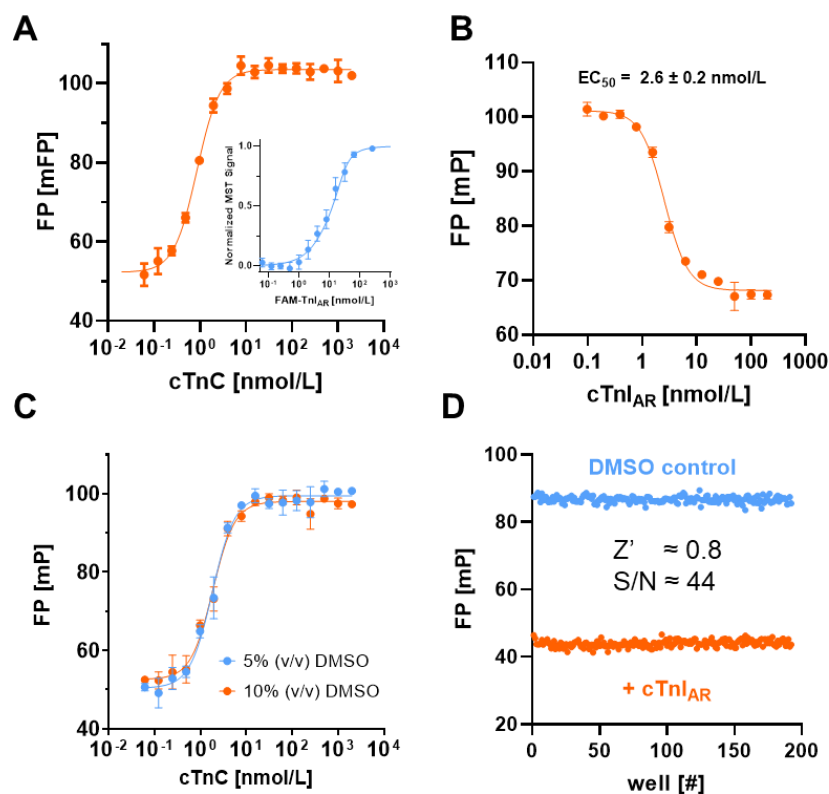 A
FP [mFP]
100
80
60
40
10⁻² 10⁻¹ 10⁰ 10¹ 10² 10³ 10⁴
cTnC [nmol/L]
Normalized MST Signal
1.0
0.5
0.0
10⁻¹ 10⁰ 10¹ 10² 10³
FAM-TnI_AR [nmol/L]
B
EC₅₀ = 2.6 ± 0.2 nmol/L
FP [mP]
110
100
90
80
70
60
0.01 0.1 1 10 100 1000
cTnI_AR [nmol/L]
C
FP [mP]
120
100
80
60
40
5% (v/v) DMSO
10% (v/v) DMSO
10⁻² 10⁻¹ 10⁰ 10¹ 10² 10³ 10⁴
cTnC [nmol/L]
D
FP [mP]
100
80
60
40
20
DMSO control
Z' ≈ 0.8
S/N ≈ 44
+ cTnI_AR
0 50 100 150 200
well [#]